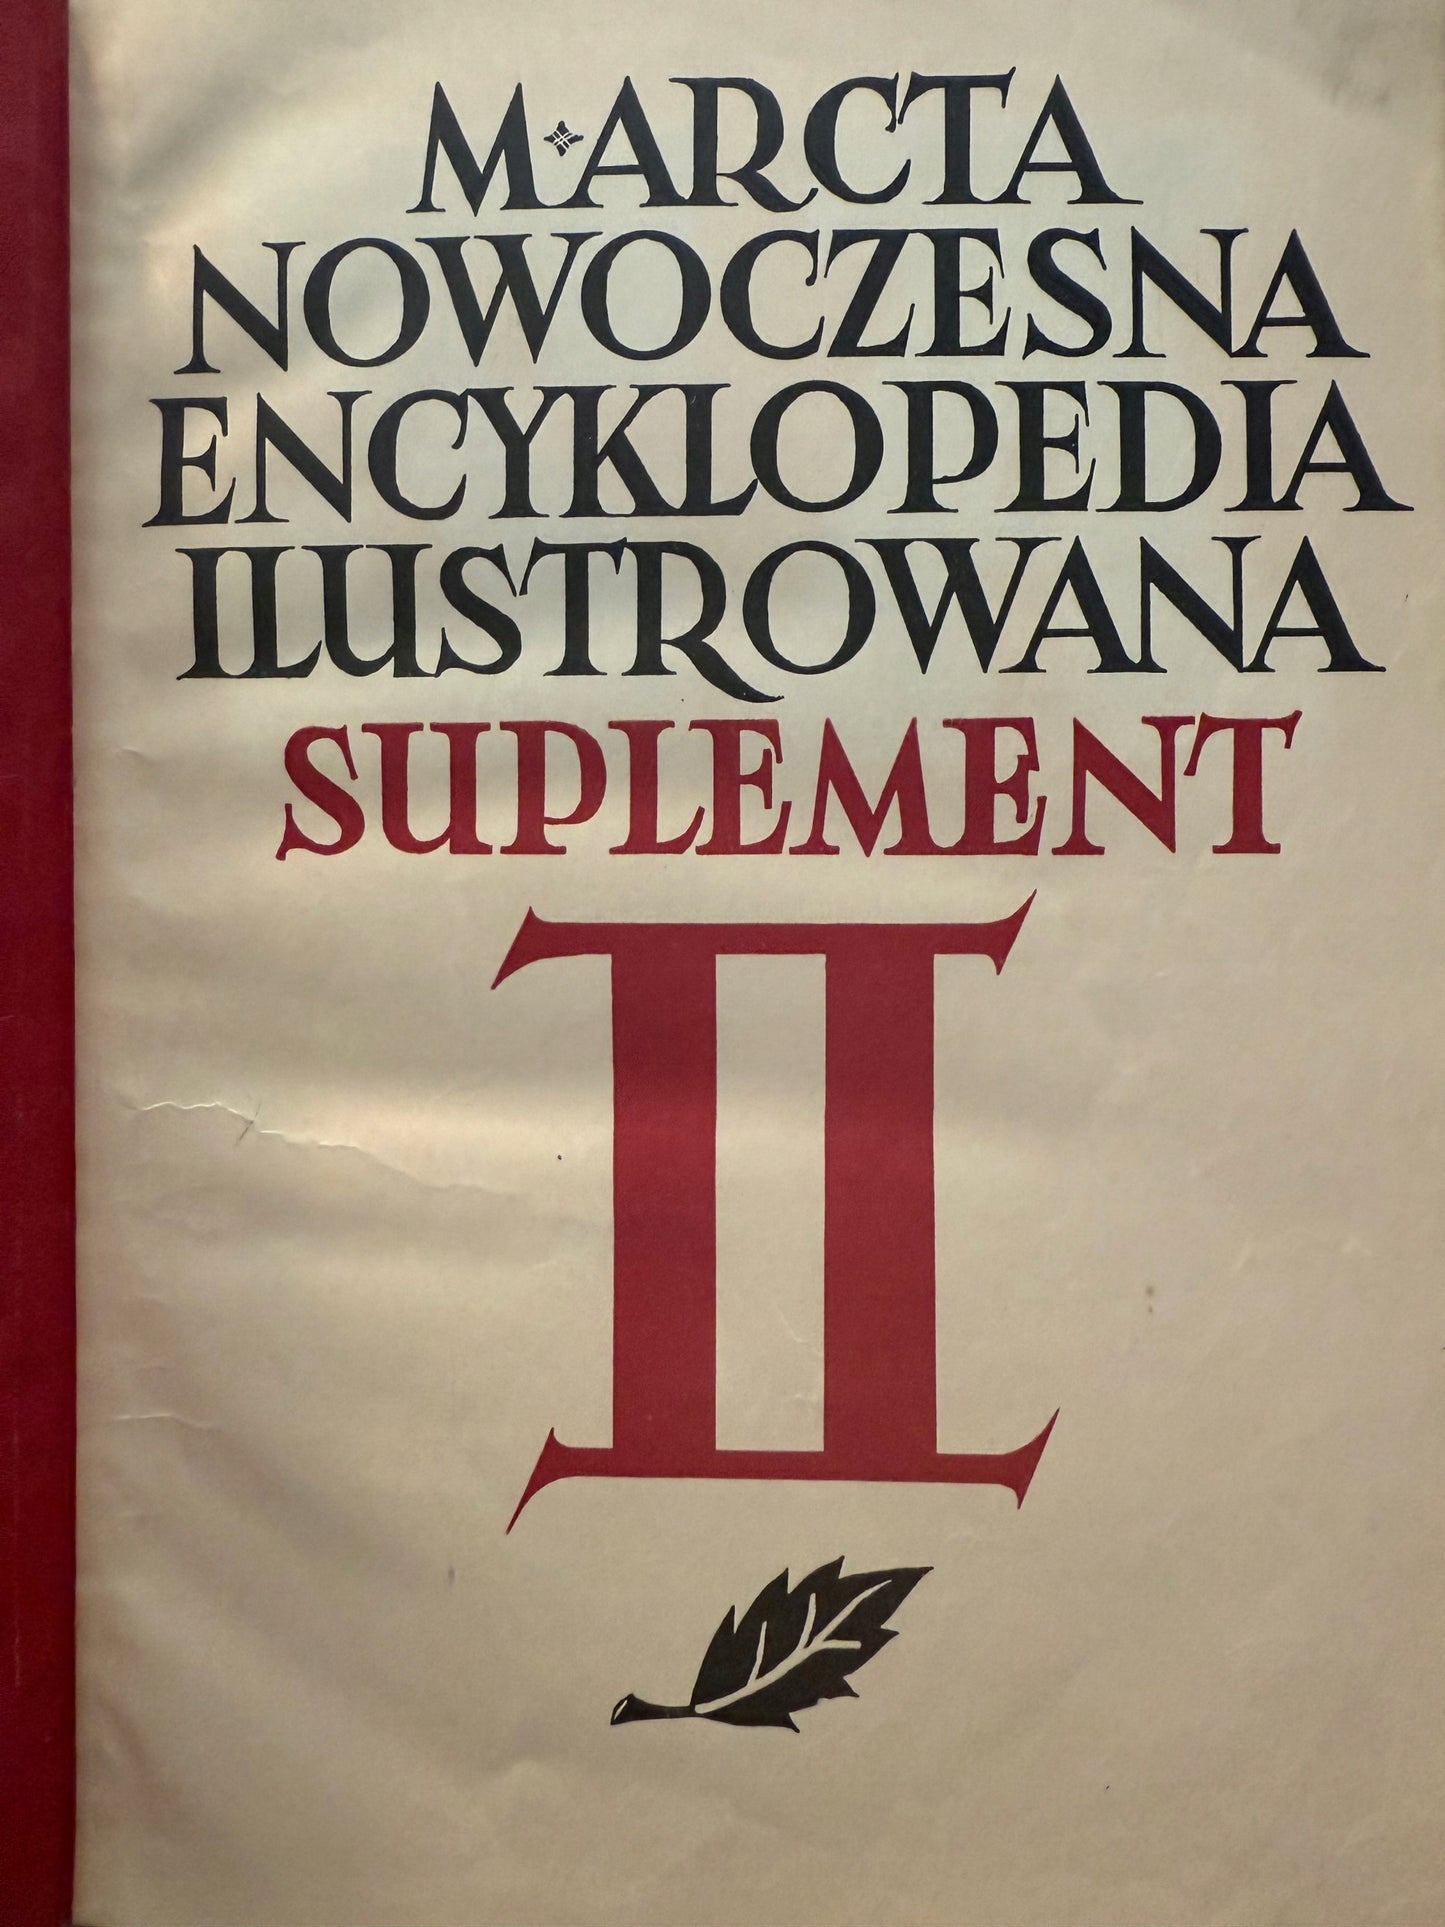 M·ARCTA
NOWOCZESNA
ENCYKLOPEDIA
ILUSTROWANA
SUPLEMENT
II